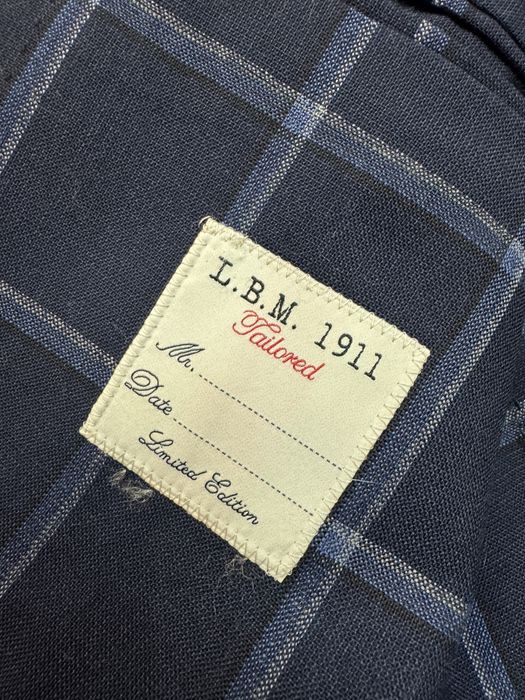 L.B.M. 1911
Tailored
Mr.
Date
Limited Edition